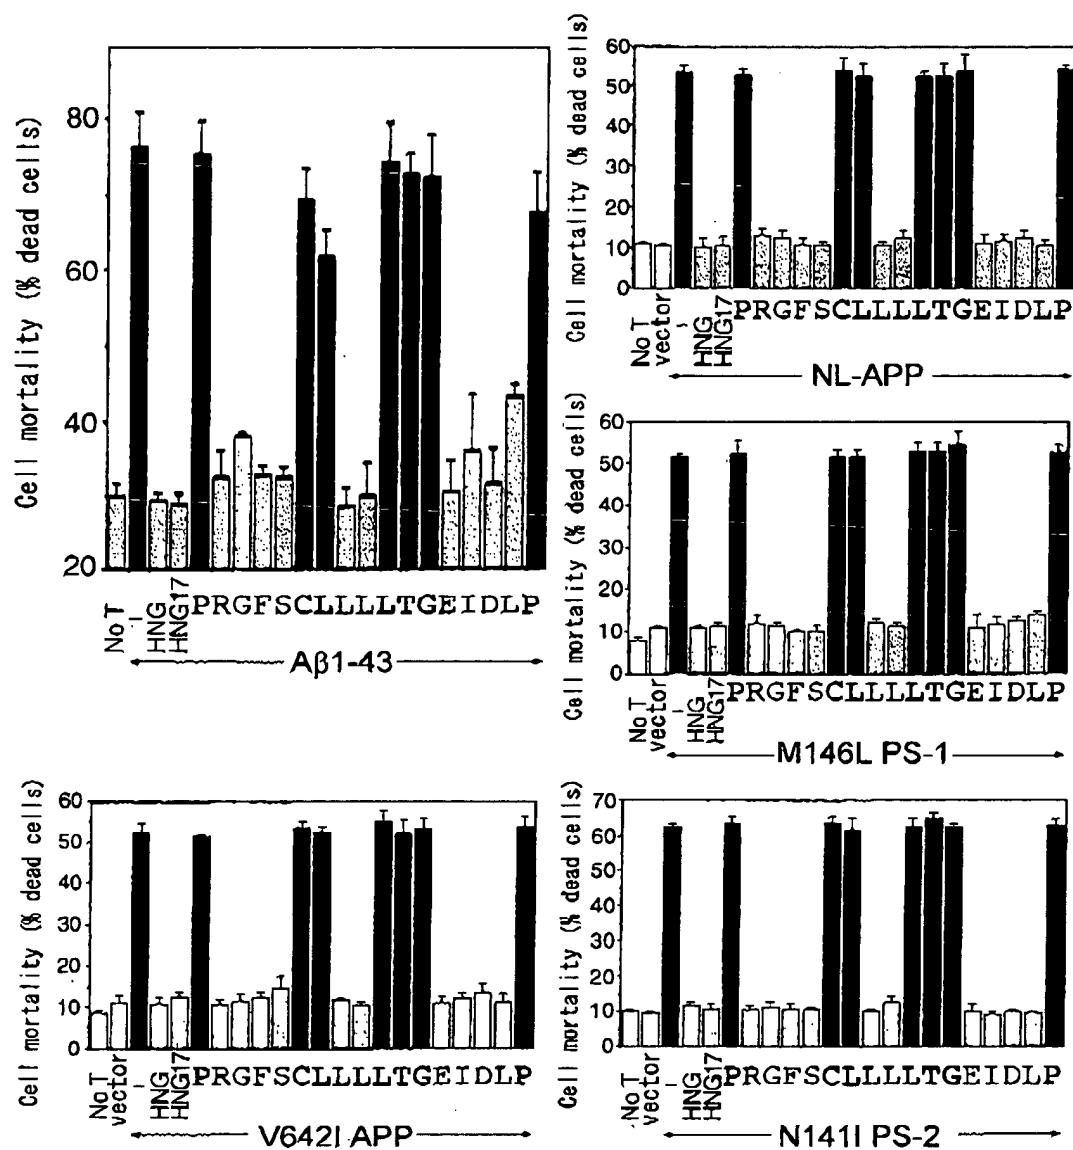 Cell mortality (% dead cells)
80
60
40
20
No T
-
HNG
HNG17
PRGFSCLLLLTGEIDLP
Aβ1-43
Cell mortality (% dead cells)
60
50
40
30
20
10
0
No T
vector
-
HNG
HNG17
PRGFSCLLLLTGEIDLP
NL-APP
Cell mortality (% dead cells)
60
50
40
30
20
10
0
No T
vector
-
HNG
HNG17
PRGFSCLLLLTGEIDLP
M146L PS-1
Cell mortality (% dead cells)
60
50
40
30
20
10
0
No T
vector
-
HNG
HNG17
PRGFSCLLLLTGEIDLP
V642I APP
Cell mortality (% dead cells)
70
60
50
40
30
20
10
0
No T
vector
-
HNG
HNG17
PRGFSCLLLLTGEIDLP
N141I PS-2